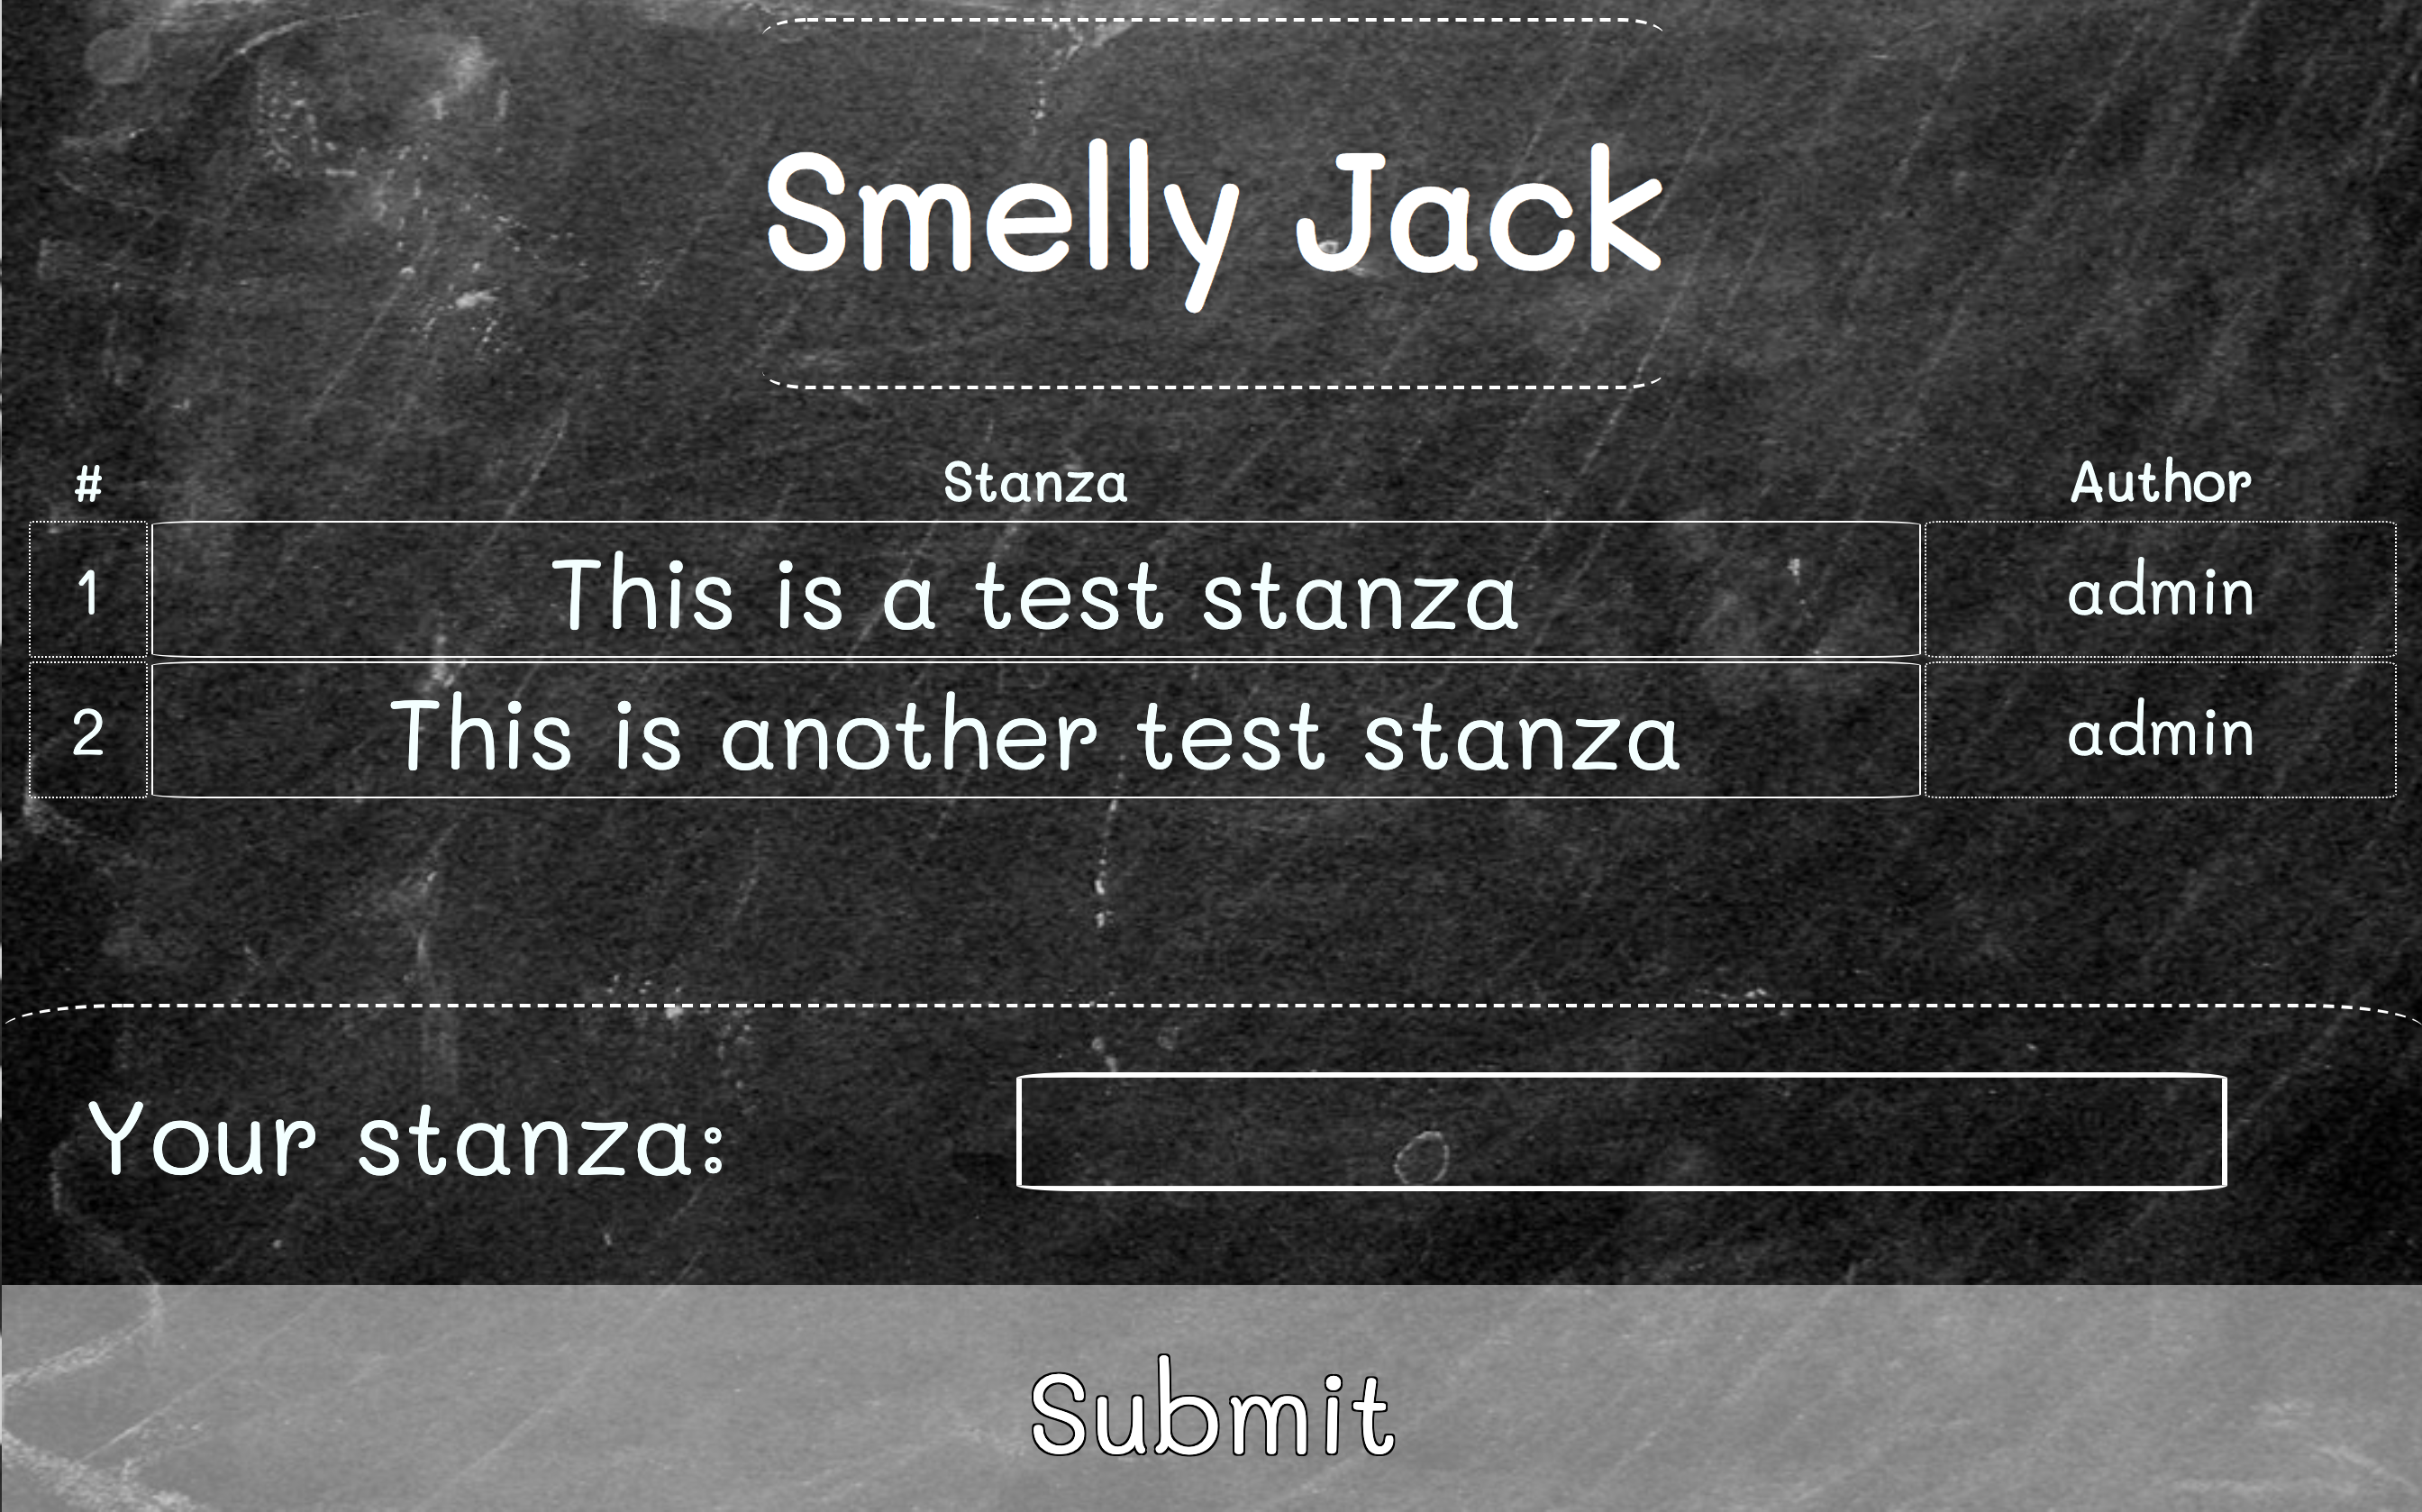 Smelly Jack
# Stanza Author
1 This is a test stanza admin
2 This is another test stanza admin
Your stanza:
Submit